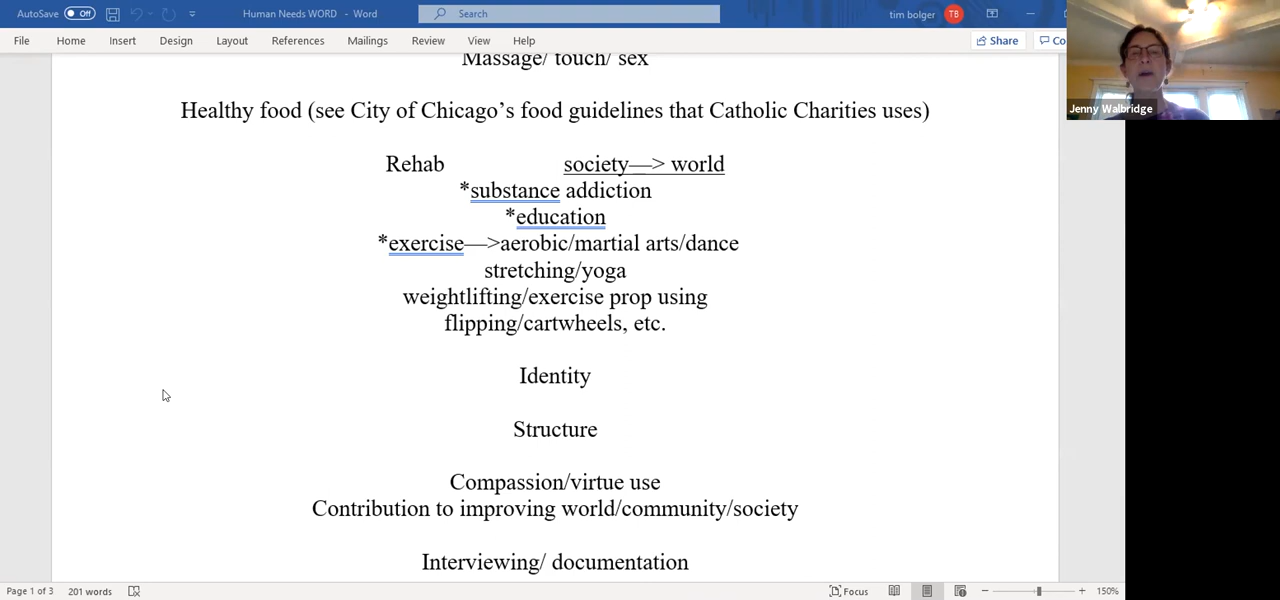 AutoSave Off Human Needs WORD - Word Search tim bolger TB
File Home Insert Design Layout References Mailings Review View Help Share Co
Massage/ touch/ sex
Jenny Walbridge
Healthy food (see City of Chicago's food guidelines that Catholic Charities uses)
Rehab society—> world
*substance addiction
*education
*exercise—>aerobic/martial arts/dance
stretching/yoga
weightlifting/exercise prop using
flipping/cartwheels, etc.
Identity
Structure
Compassion/virtue use
Contribution to improving world/community/society
Interviewing/ documentation
Page 1 of 3 201 words Focus 150%